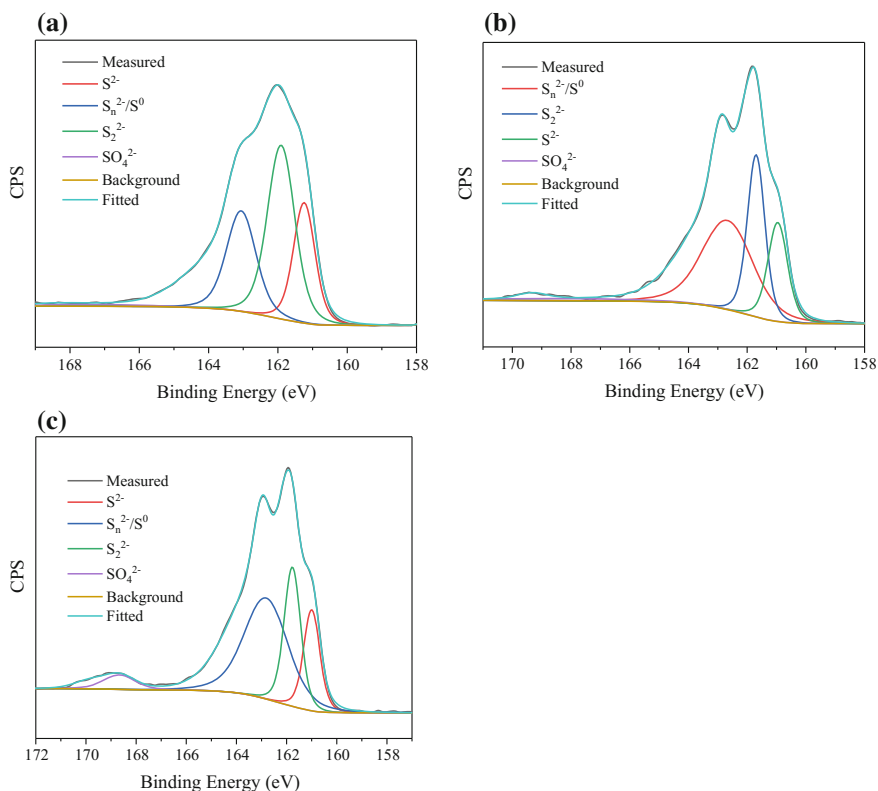 (a)
Measured
S²⁻
Sₙ²⁻/S⁰
S₂²⁻
SO₄²⁻
Background
Fitted
CPS
168 166 164 162 160 158
Binding Energy (eV)
(b)
Measured
Sₙ²⁻/S⁰
S₂²⁻
S²⁻
SO₄²⁻
Background
Fitted
CPS
170 168 166 164 162 160 158
Binding Energy (eV)
(c)
Measured
S²⁻
Sₙ²⁻/S⁰
S₂²⁻
SO₄²⁻
Background
Fitted
CPS
172 170 168 166 164 162 160 158
Binding Energy (eV)